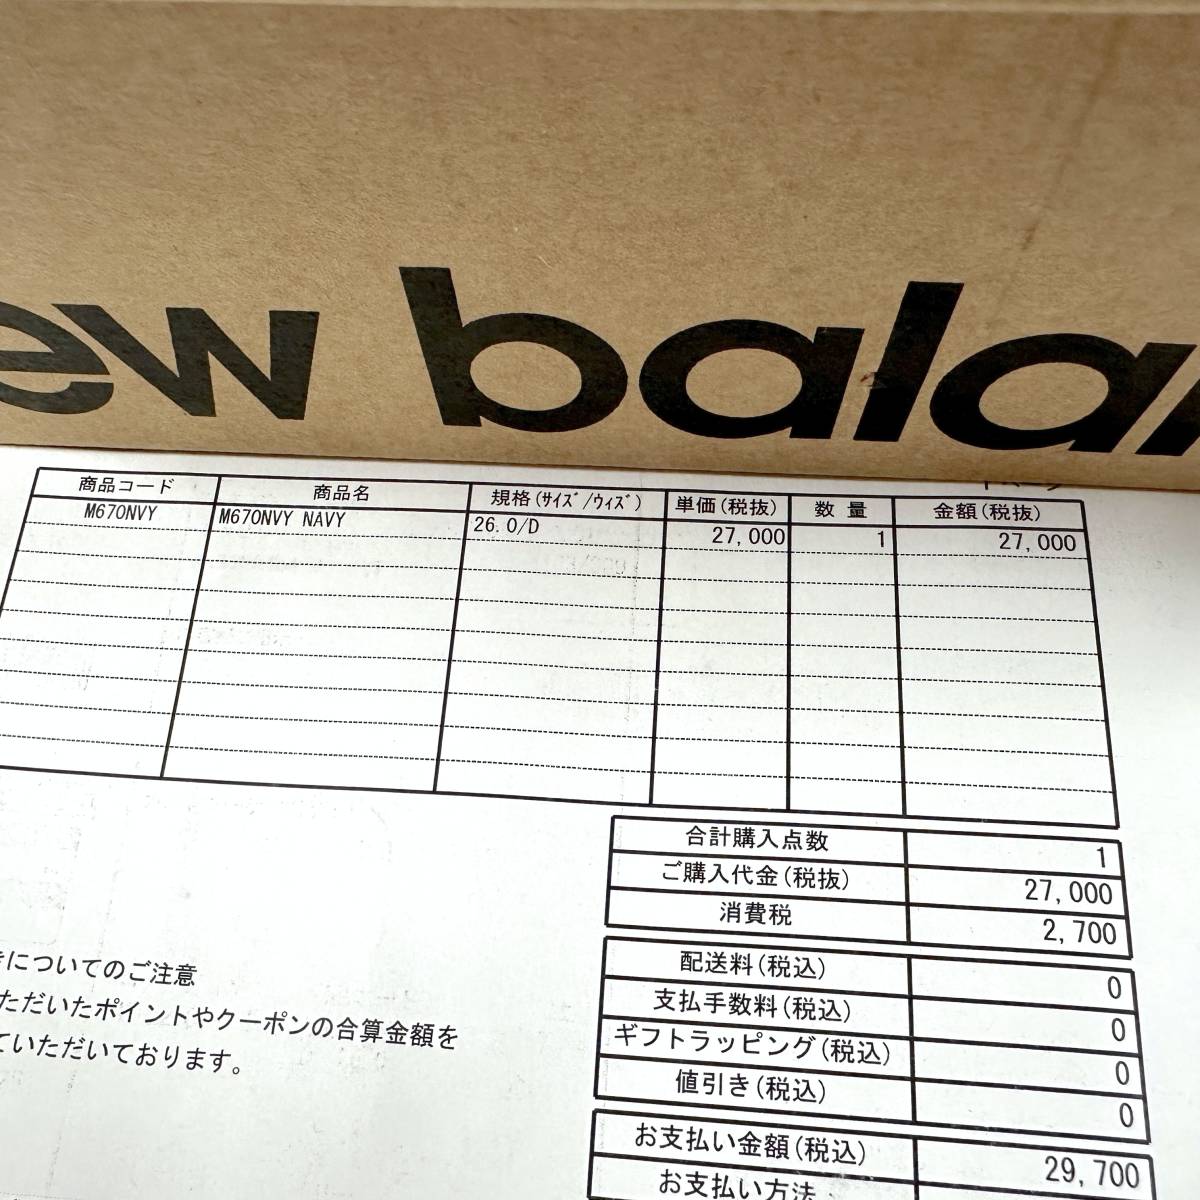 ew balan
商品コード 商品名 規格(サイズ/ウィズ) 単価(税抜) 数 量 金額(税抜)
M670NVY M670NVY NAVY 26.0/D 27,000 1 27,000
合計購入点数 1
ご購入代金(税抜) 27,000
消費税 2,700
配送料(税込) 0
支払手数料(税込) 0
ギフトラッピング(税込) 0
値引き(税込) 0
お支払い金額(税込) 29,700
お支払い方法
きについてのご注意
ただいたポイントやクーポンの合算金額を
ていただいております。